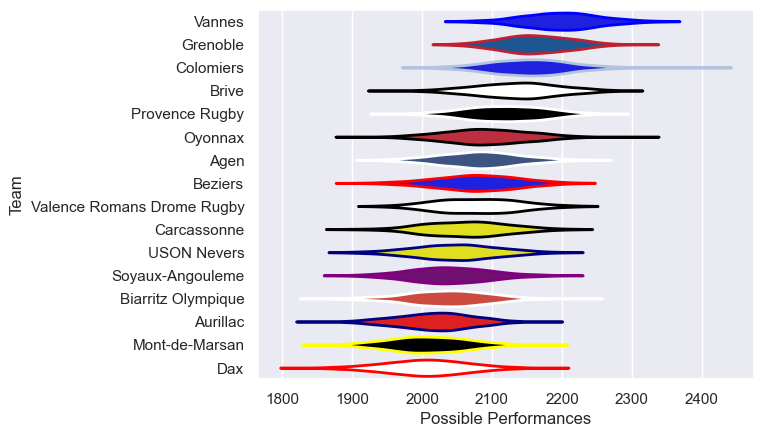 Vannes
Grenoble
Colomiers
Brive
Provence Rugby
Oyonnax
Agen
Beziers
Valence Romans Drome Rugby
Carcassonne
USON Nevers
Soyaux-Angouleme
Biarritz Olympique
Aurillac
Mont-de-Marsan
Dax
Team
1800 1900 2000 2100 2200 2300 2400
Possible Performances